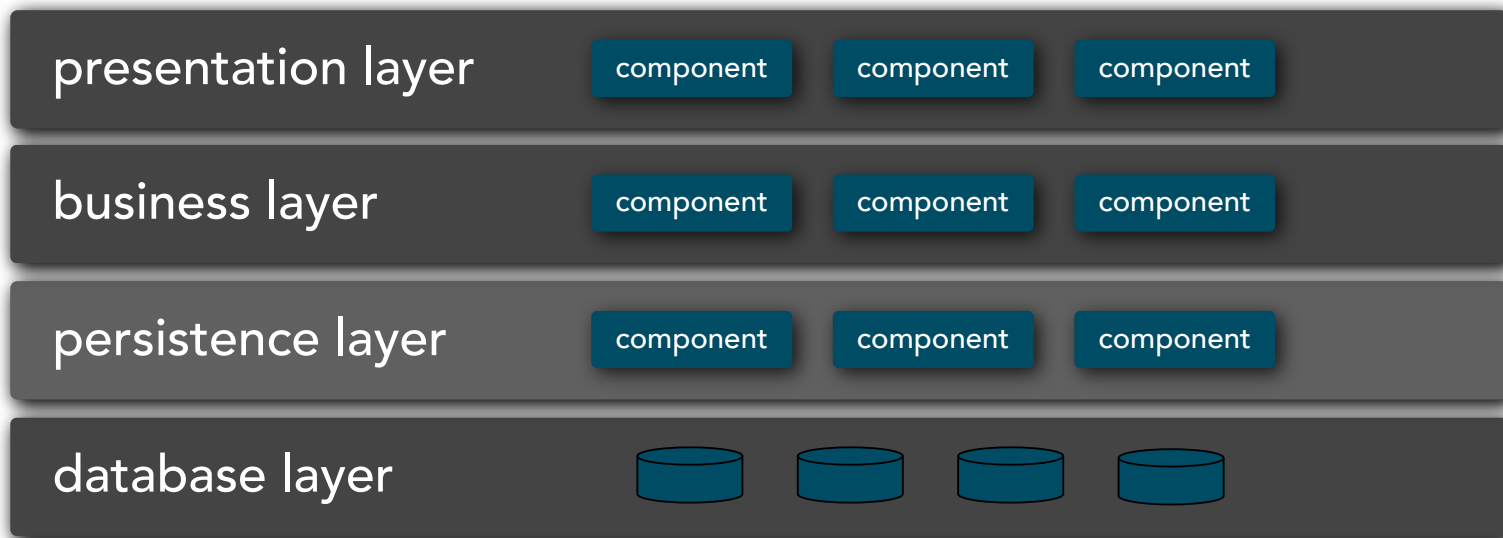 presentation layer component component component
business layer component component component
persistence layer component component component
database layer